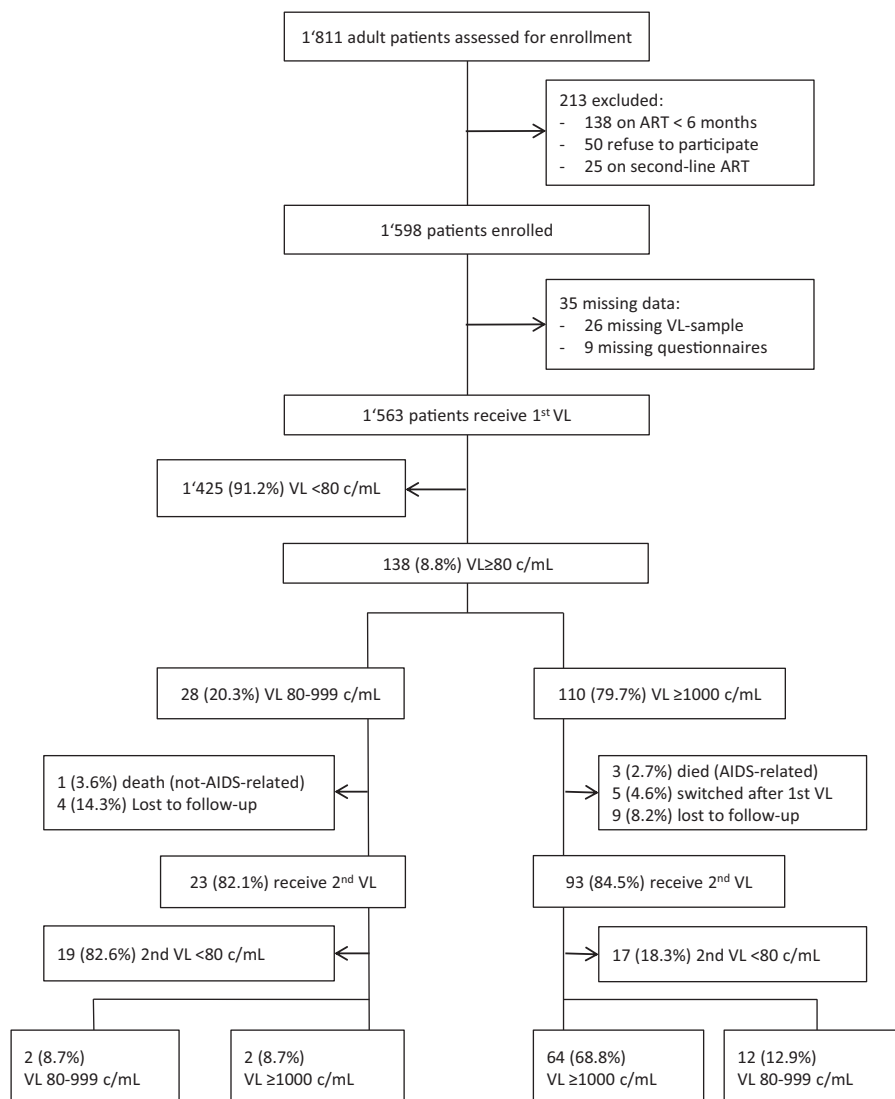 1‘811 adult patients assessed for enrollment
213 excluded:
- 138 on ART < 6 months
- 50 refuse to participate
- 25 on second-line ART
1‘598 patients enrolled
35 missing data:
- 26 missing VL-sample
- 9 missing questionnaires
1‘563 patients receive 1st VL
1‘425 (91.2%) VL <80 c/mL
138 (8.8%) VL≥80 c/mL
28 (20.3%) VL 80-999 c/mL
110 (79.7%) VL ≥1000 c/mL
1 (3.6%) death (not-AIDS-related)
4 (14.3%) Lost to follow-up
3 (2.7%) died (AIDS-related)
5 (4.6%) switched after 1st VL
9 (8.2%) lost to follow-up
23 (82.1%) receive 2nd VL
93 (84.5%) receive 2nd VL
19 (82.6%) 2nd VL <80 c/mL
17 (18.3%) 2nd VL <80 c/mL
2 (8.7%)
VL 80-999 c/mL
2 (8.7%)
VL ≥1000 c/mL
64 (68.8%)
VL ≥1000 c/mL
12 (12.9%)
VL 80-999 c/mL